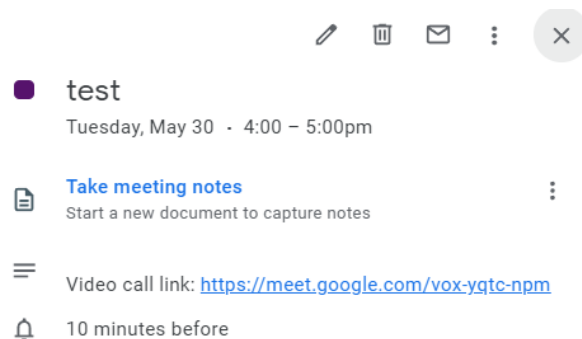 test
Tuesday, May 30 · 4:00 – 5:00pm
Take meeting notes
Start a new document to capture notes
Video call link: https://meet.google.com/vox-yqtc-npm
10 minutes before